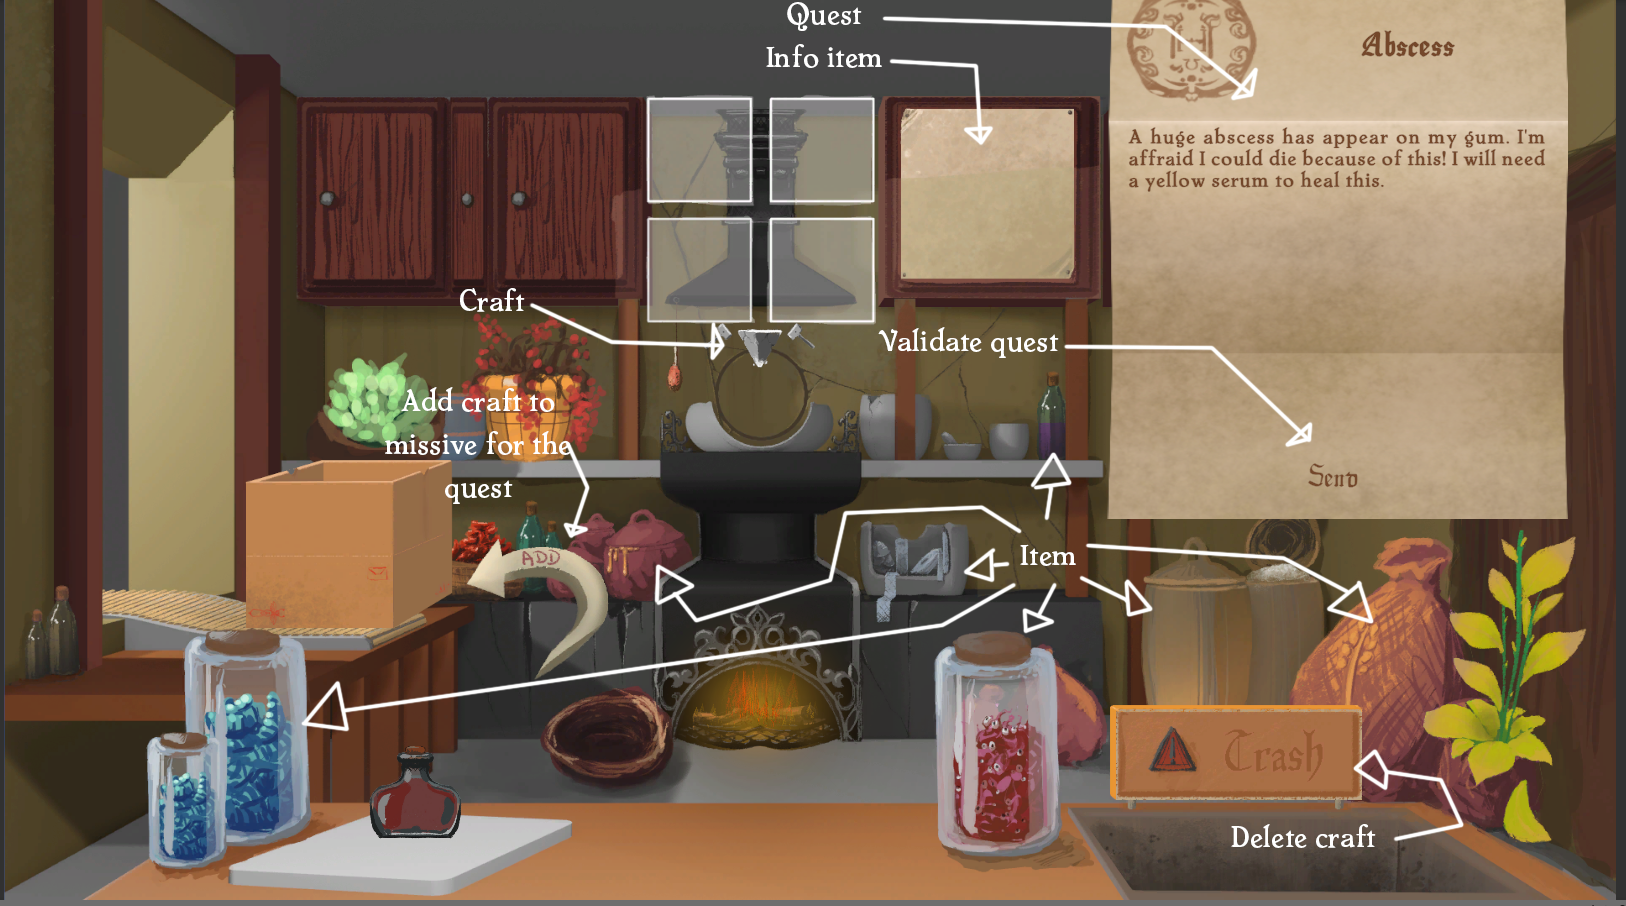 Quest
Info item
Abscess
A huge abscess has appear on my gum. I'm
affraid I could die because of this! I will need
a yellow serum to heal this.
Craft
Validate quest
Add craft to
missive for the
quest
Send
ADD
Item
Trash
Delete craft